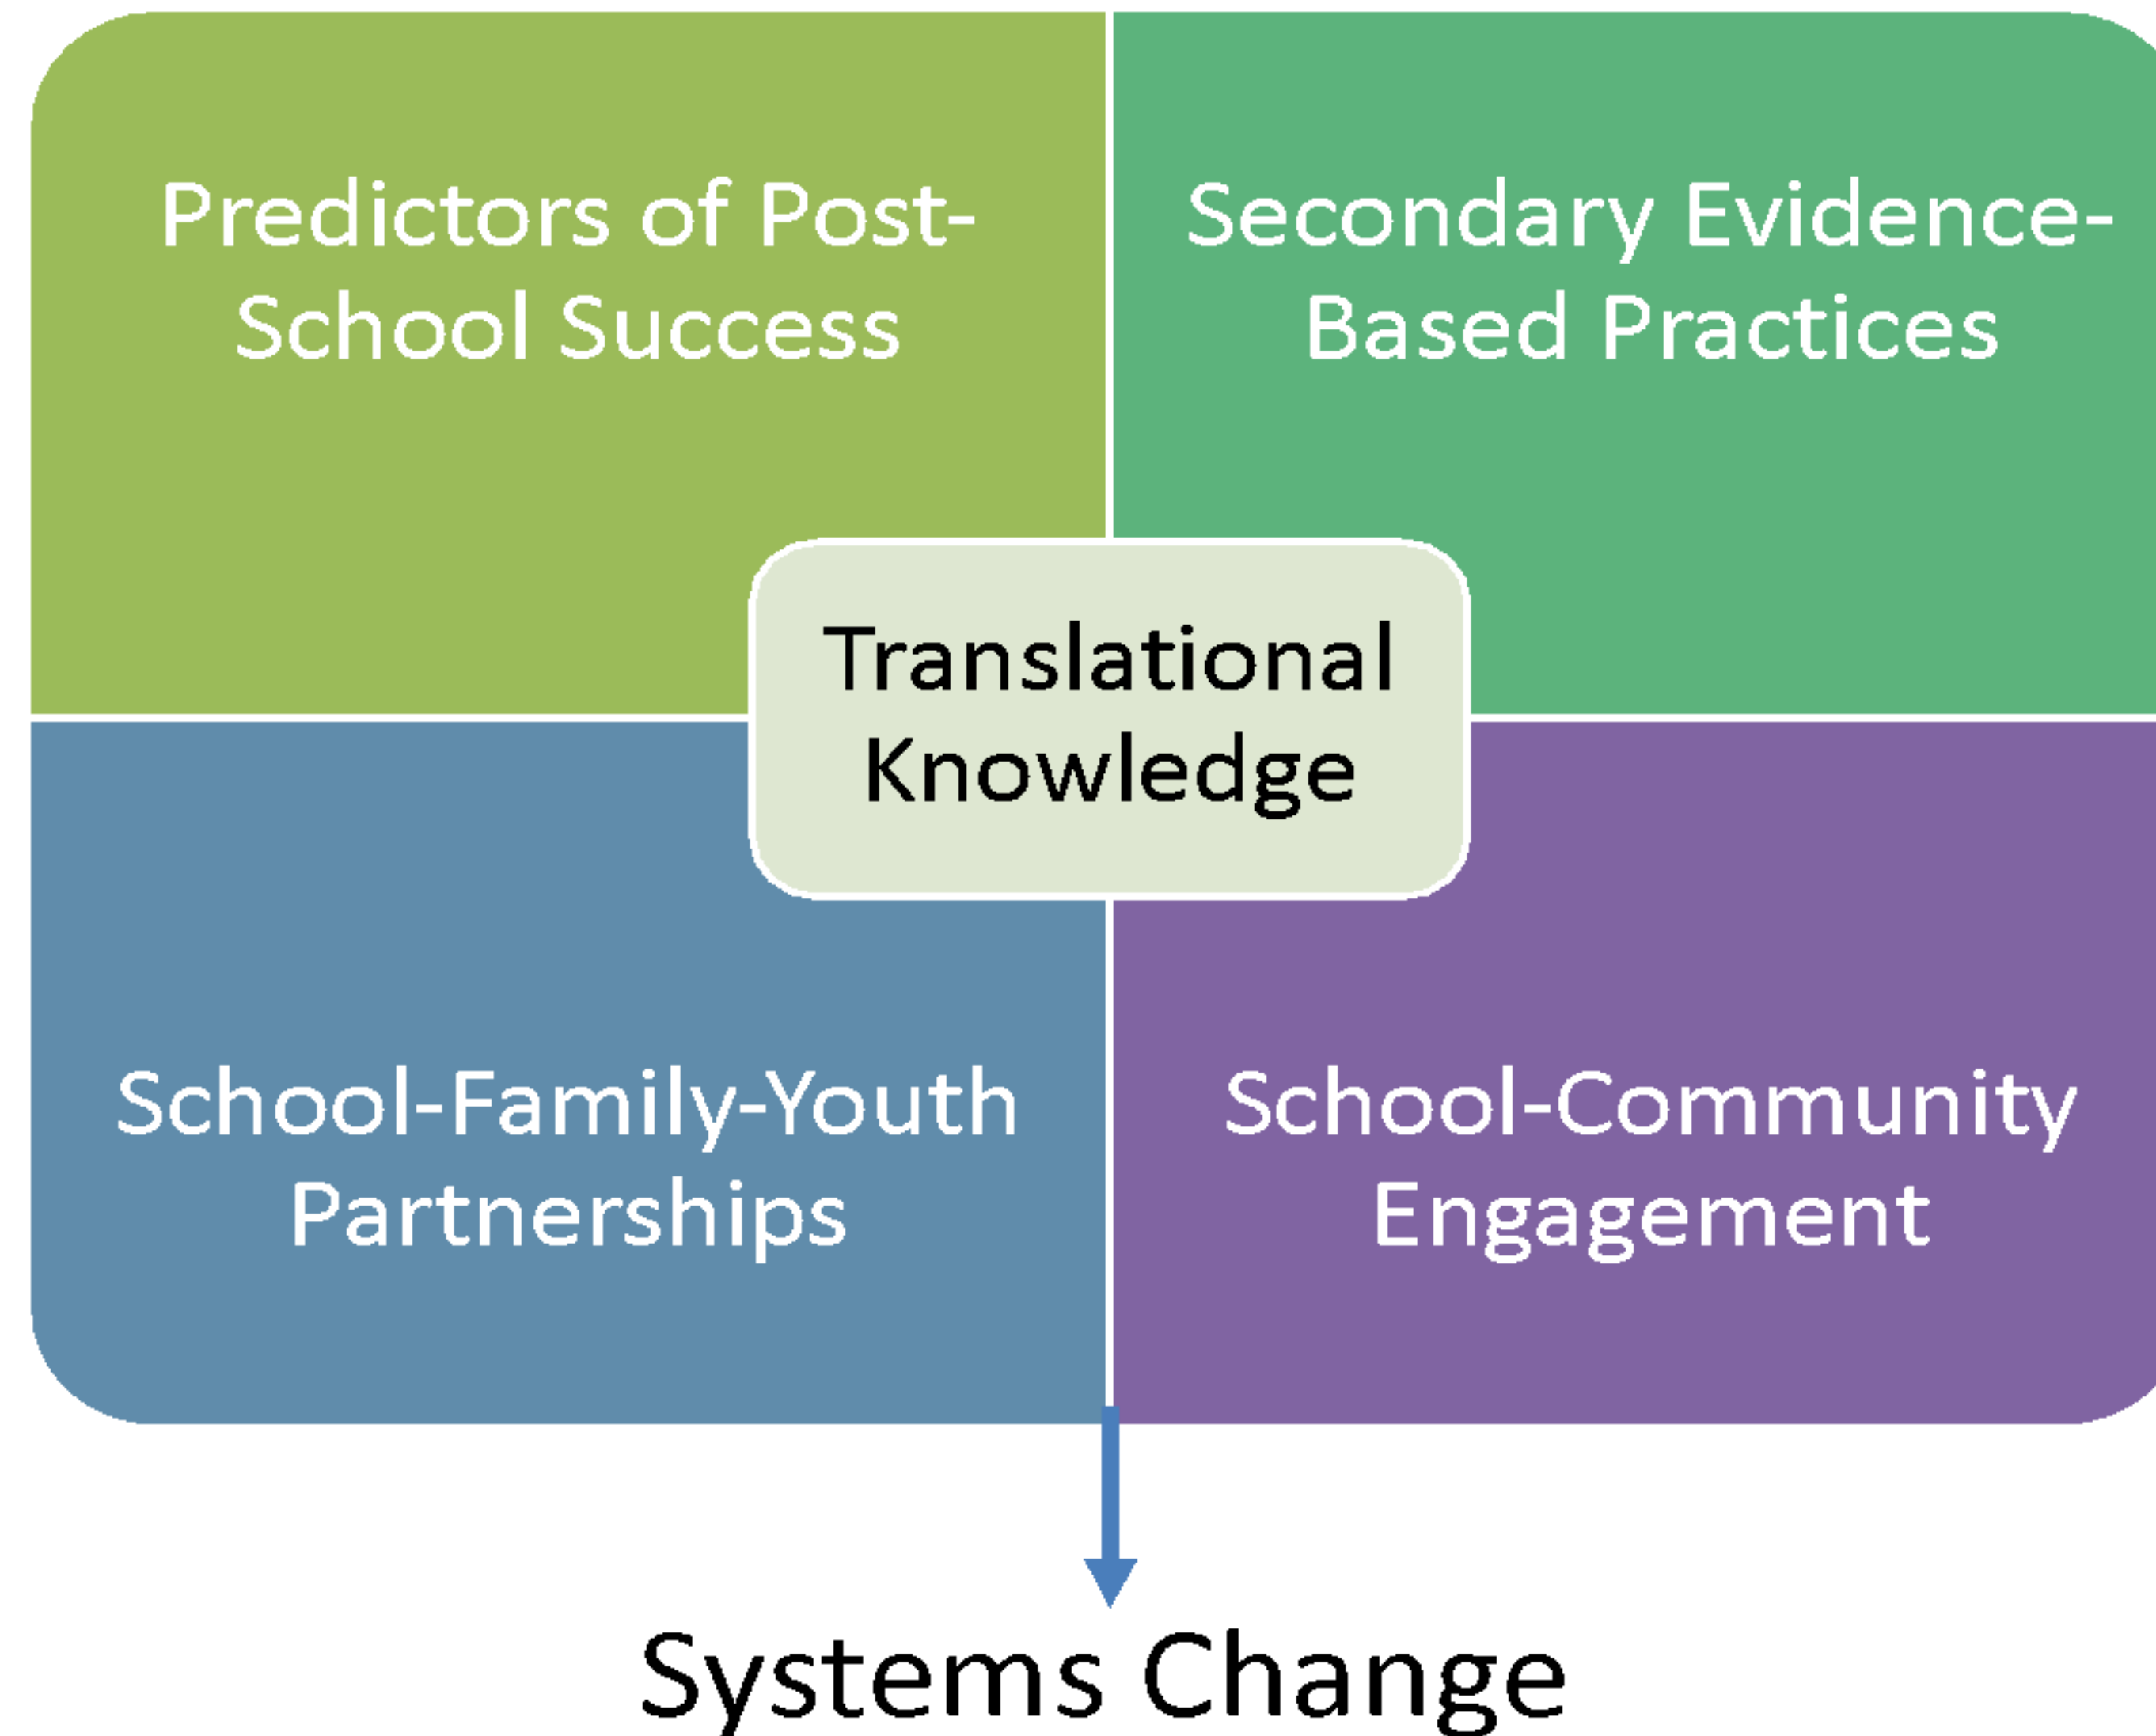 Predictors of Post-
School Success
Secondary Evidence-
Based Practices
Translational
Knowledge
School-Family-Youth
Partnerships
School-Community
Engagement
Systems Change